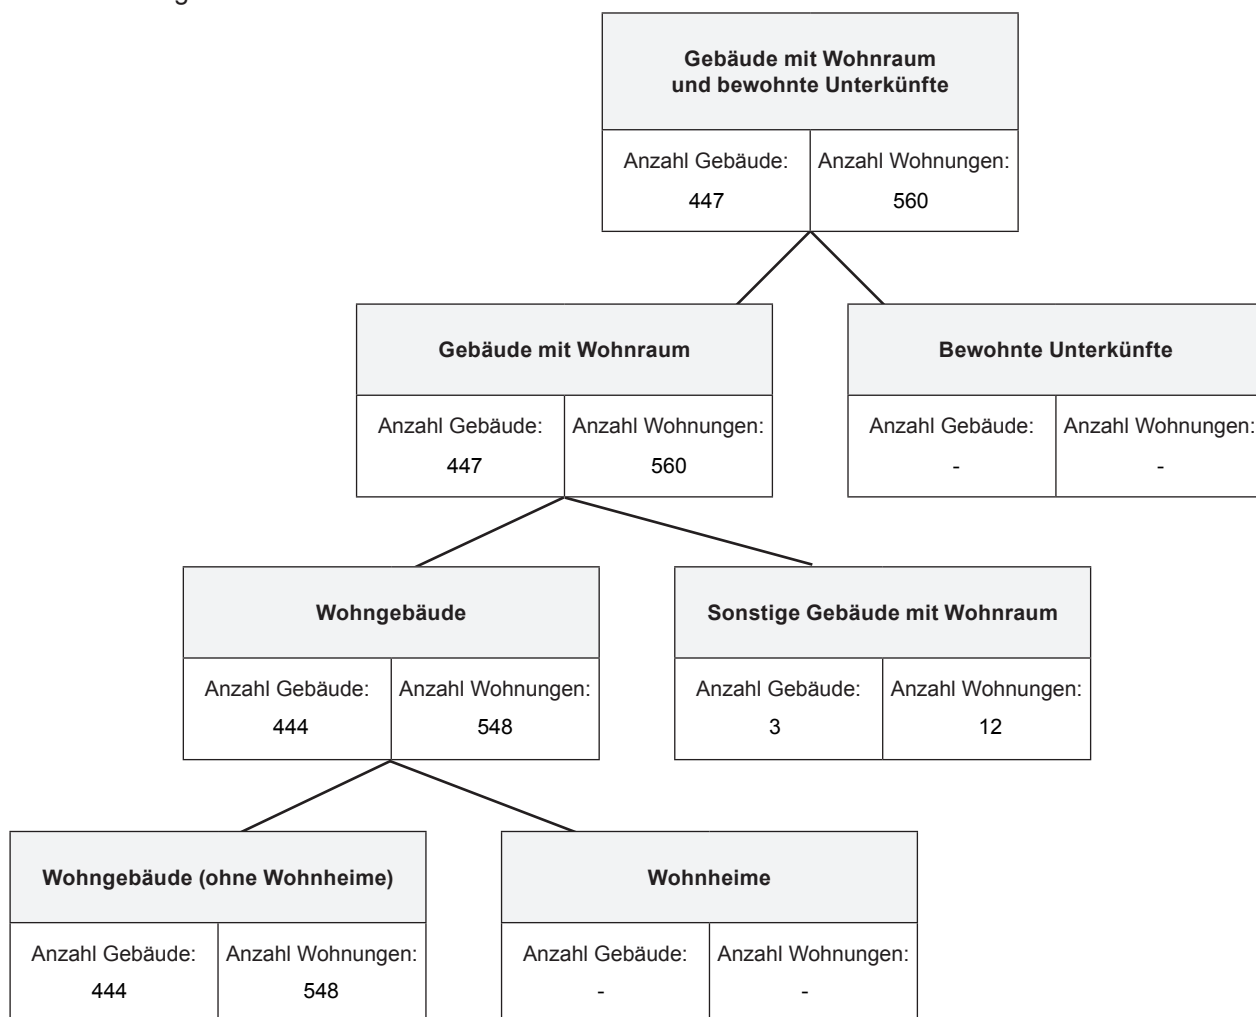 Gebäude mit Wohnraum
und bewohnte Unterkünfte
Anzahl Gebäude: Anzahl Wohnungen:
447 560
Gebäude mit Wohnraum
Anzahl Gebäude: Anzahl Wohnungen:
447 560
Bewohnte Unterkünfte
Anzahl Gebäude: Anzahl Wohnungen:
- -
Wohngebäude
Anzahl Gebäude: Anzahl Wohnungen:
444 548
Sonstige Gebäude mit Wohnraum
Anzahl Gebäude: Anzahl Wohnungen:
3 12
Wohngebäude (ohne Wohnheime)
Anzahl Gebäude: Anzahl Wohnungen:
444 548
Wohnheime
Anzahl Gebäude: Anzahl Wohnungen:
- -